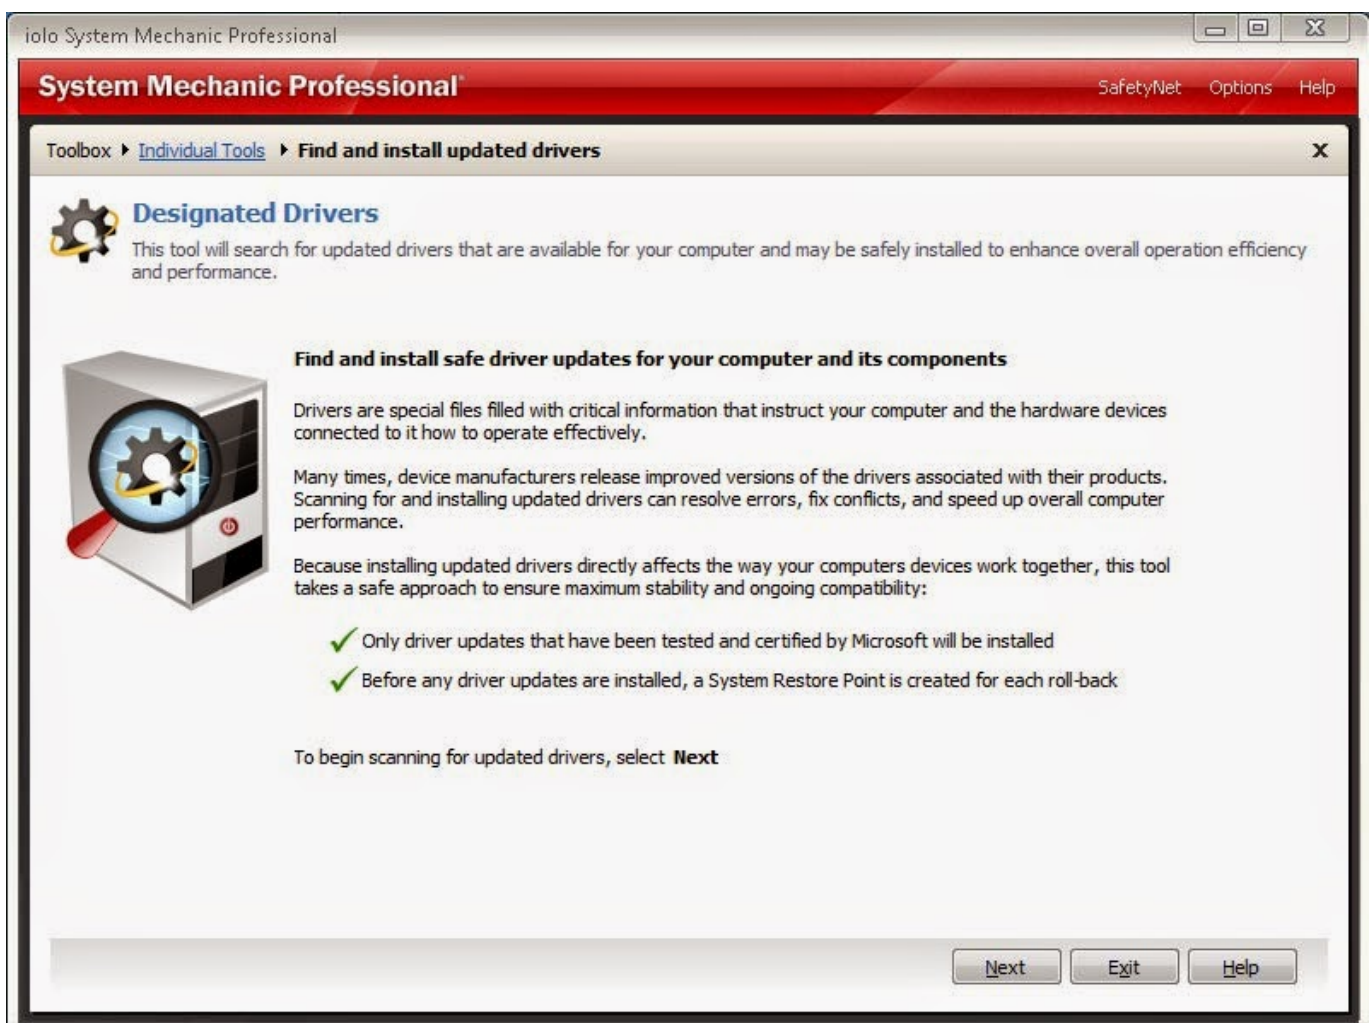 iolo System Mechanic Professional
System Mechanic Professional®
SafetyNet Options Help
Toolbox Individual Tools Find and install updated drivers X
Designated Drivers
This tool will search for updated drivers that are available for your computer and may be safely installed to enhance overall operation efficiency
and performance.
Find and install safe driver updates for your computer and its components
Drivers are special files filled with critical information that instruct your computer and the hardware devices
connected to it how to operate effectively.
Many times, device manufacturers release improved versions of the drivers associated with their products.
Scanning for and installing updated drivers can resolve errors, fix conflicts, and speed up overall computer
performance.
Because installing updated drivers directly affects the way your computers devices work together, this tool
takes a safe approach to ensure maximum stability and ongoing compatibility:
Only driver updates that have been tested and certified by Microsoft will be installed
Before any driver updates are installed, a System Restore Point is created for each roll-back
To begin scanning for updated drivers, select Next
Next Exit Help